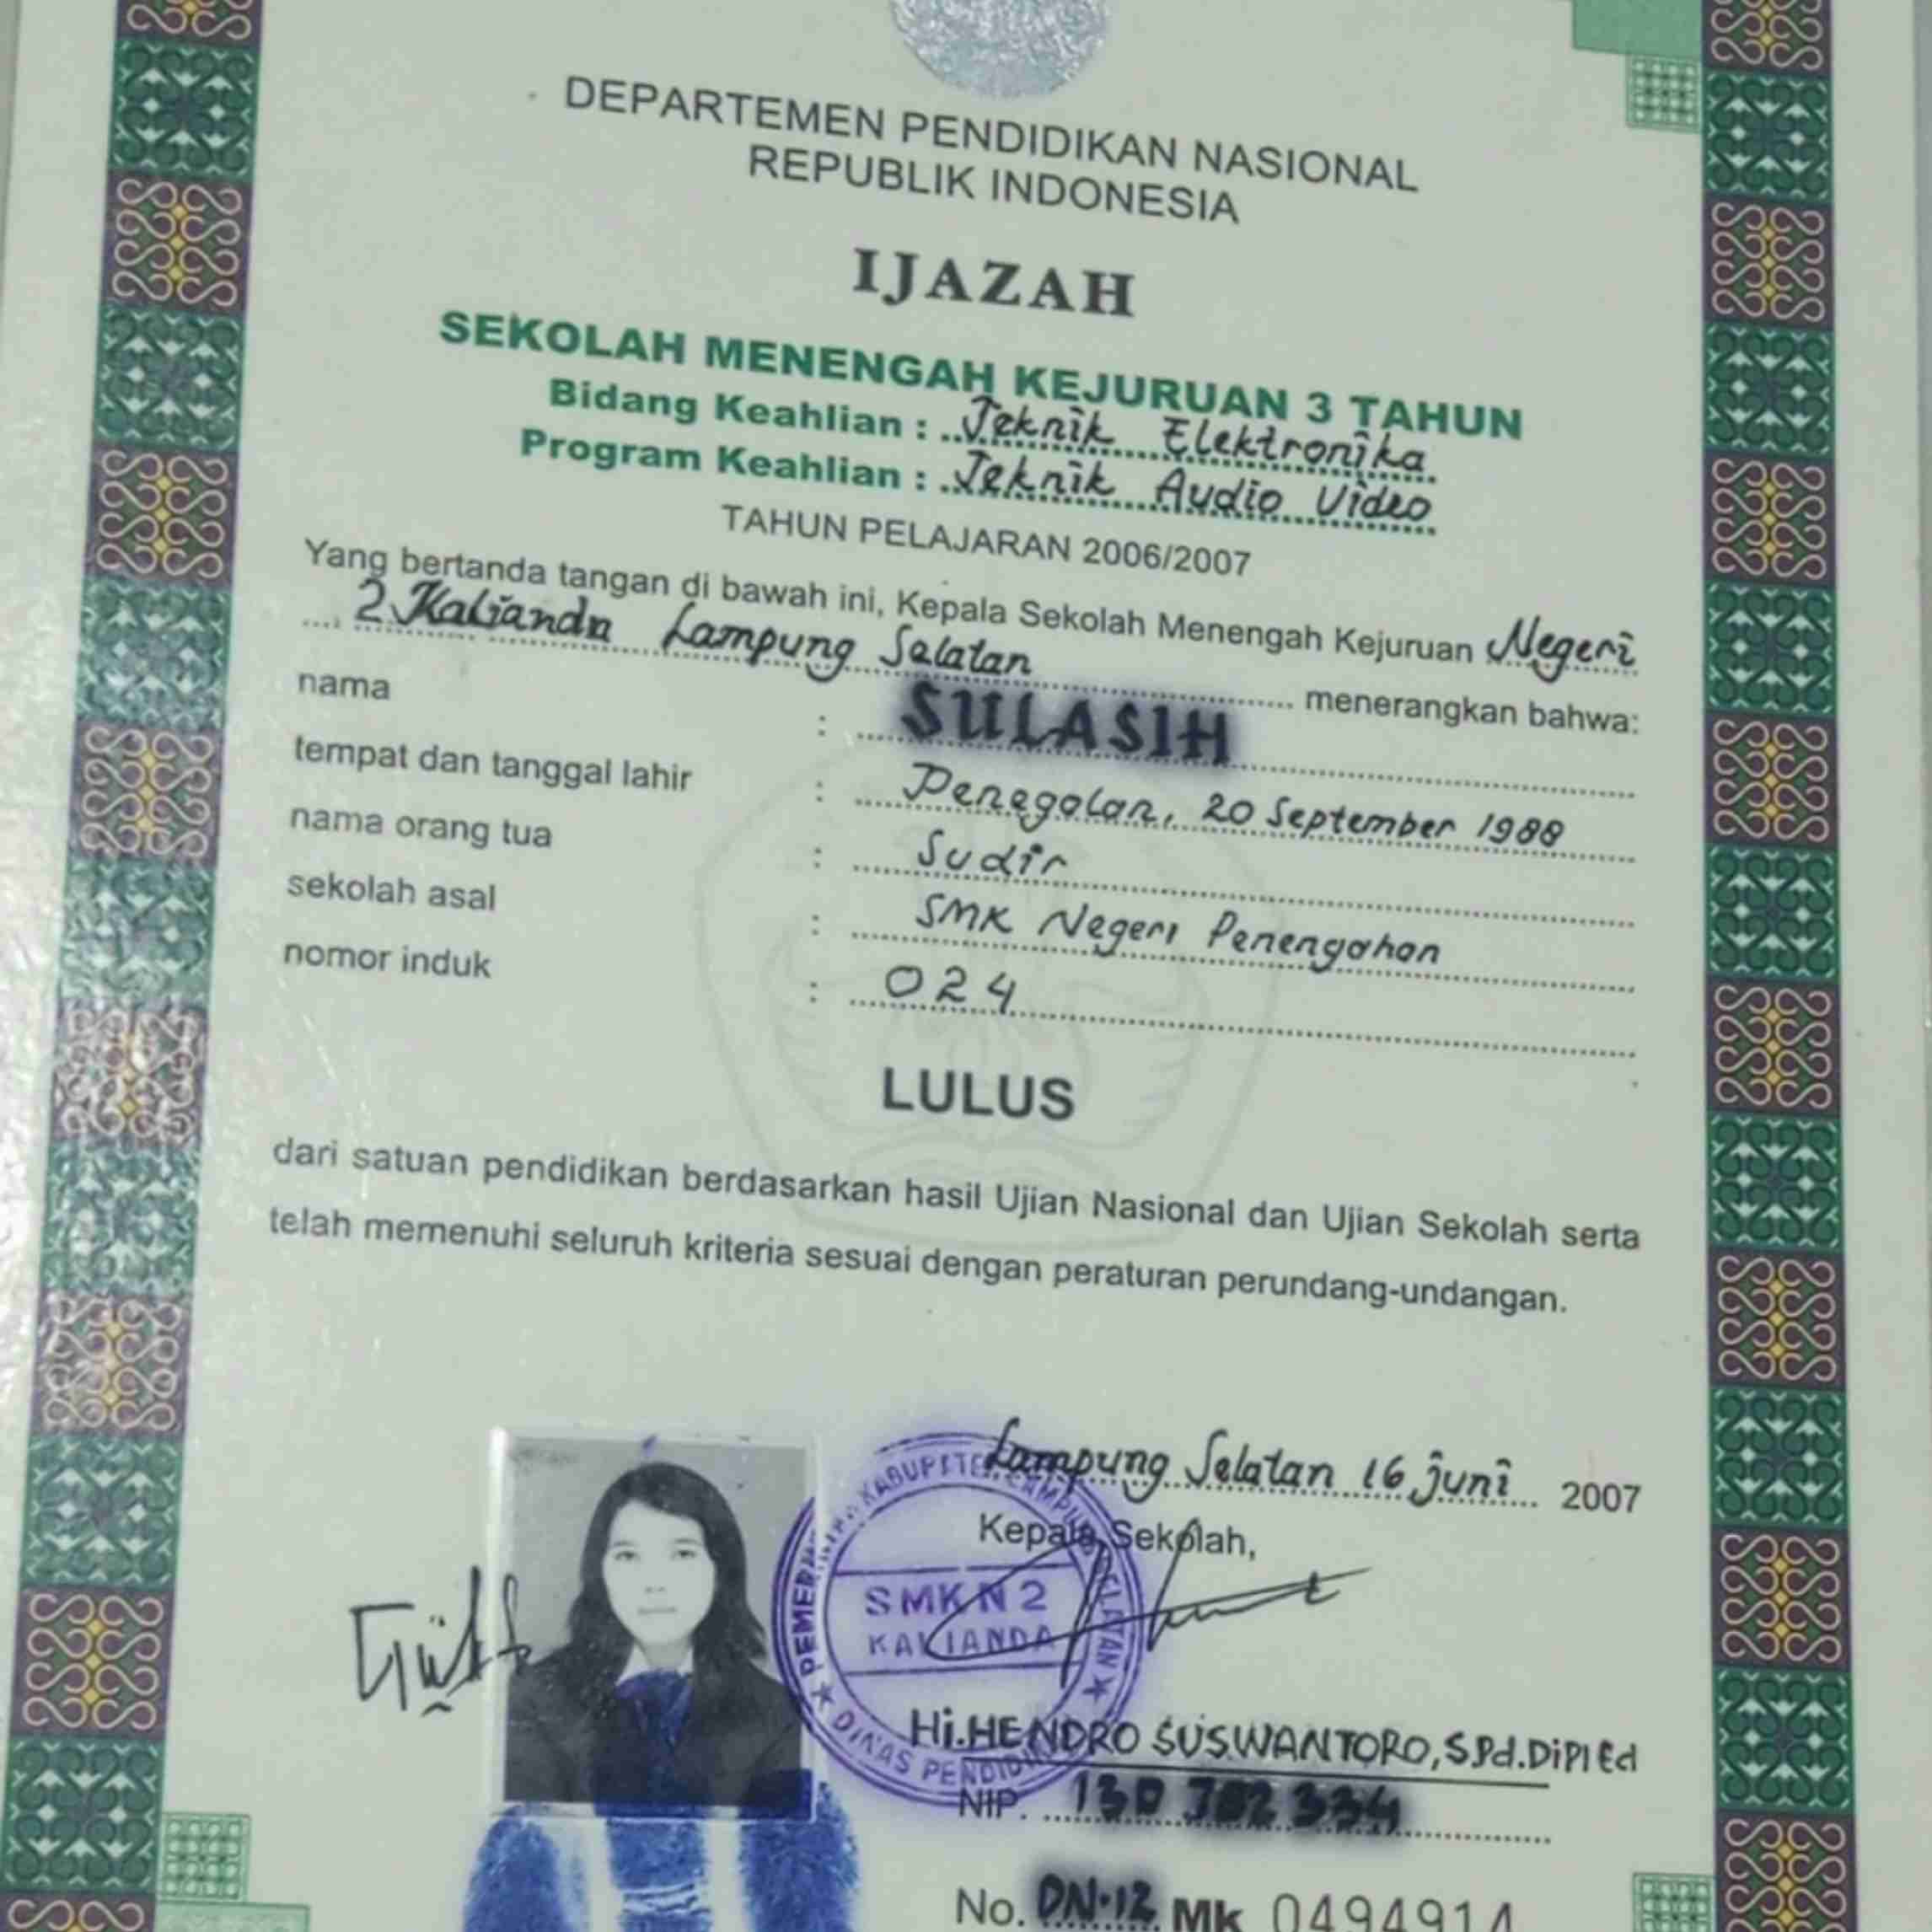 DEPARTEMEN PENDIDIKAN NASIONAL
REPUBLIK INDONESIA
IJAZAH
SEKOLAH MENENGAH KEJURUAN 3 TAHUN
Bidang Keahlian : Teknik Elektronika
Program Keahlian : Teknik Audio Video
TAHUN PELAJARAN 2006/2007
Yang bertanda tangan di bawah ini, Kepala Sekolah Menengah Kejuruan Negeri
2 Kalianda Lampung Selatan menerangkan bahwa:
nama : SULASIH
tempat dan tanggal lahir : Penegolan, 20 September 1988
nama orang tua : Sudir
sekolah asal : SMK Negeri Penengahan
nomor induk : 024
LULUS
dari satuan pendidikan berdasarkan hasil Ujian Nasional dan Ujian Sekolah serta
telah memenuhi seluruh kriteria sesuai dengan peraturan perundang-undangan.
Lampung Selatan 16 juni 2007
Kepala Sekolah,
SMKN 2
KALIANDA
Hi.HENDRO SUSWANTORO, S.Pd.DiPl Ed
NIP. 130 702 334
No. DN-12 Mk 0494914